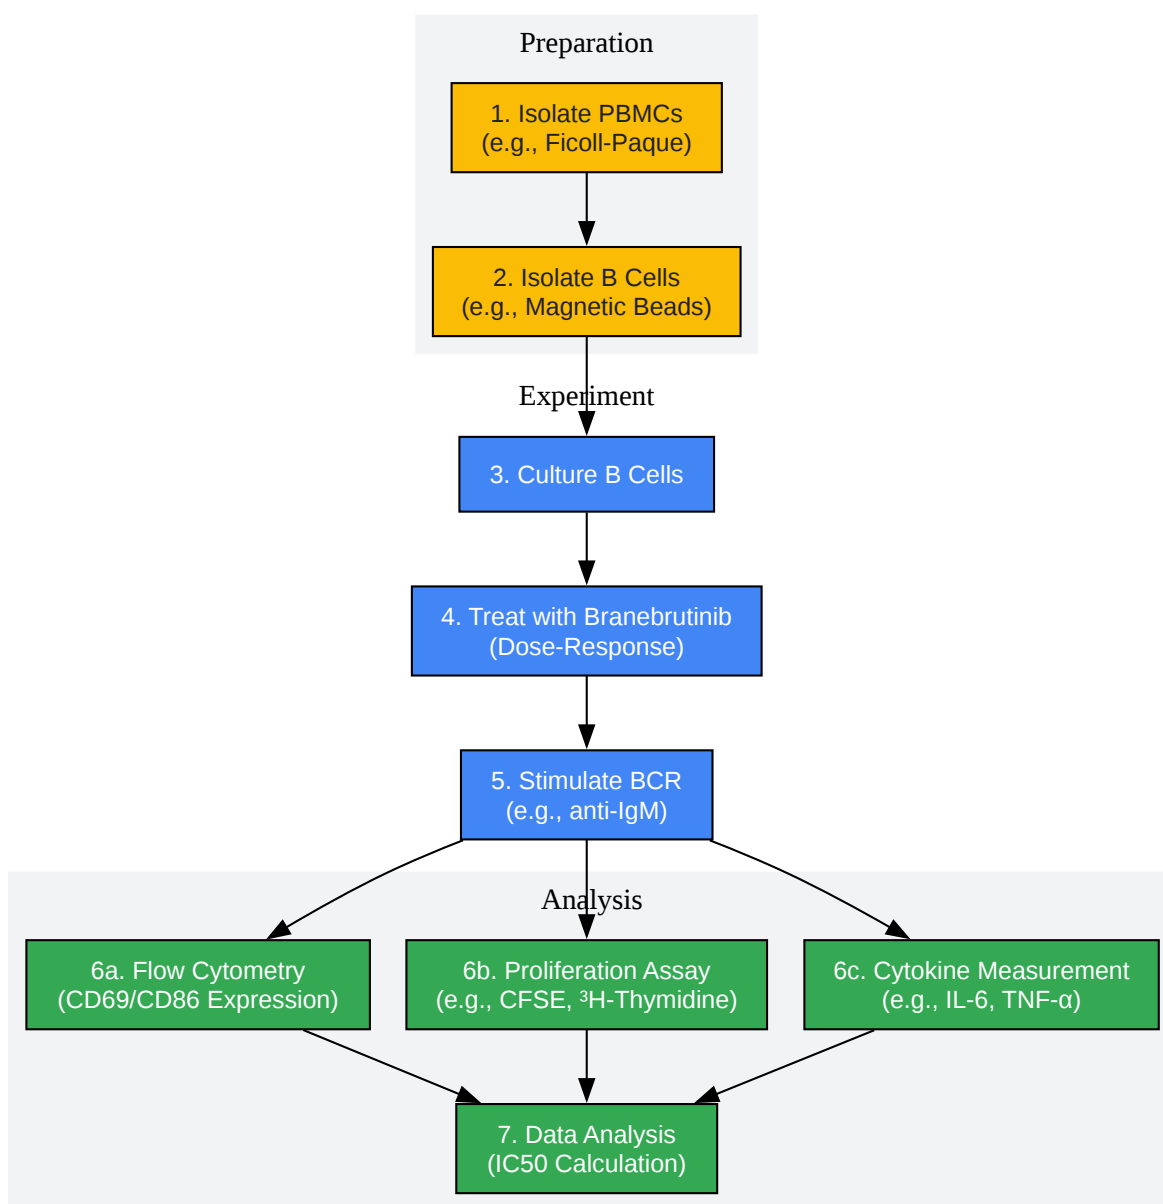 Preparation
1. Isolate PBMCs
(e.g., Ficoll-Paque)
2. Isolate B Cells
(e.g., Magnetic Beads)
Experiment
3. Culture B Cells
4. Treat with Branebrutinib
(Dose-Response)
5. Stimulate BCR
(e.g., anti-IgM)
Analysis
6a. Flow Cytometry
(CD69/CD86 Expression)
6b. Proliferation Assay
(e.g., CFSE, ³H-Thymidine)
6c. Cytokine Measurement
(e.g., IL-6, TNF-α)
7. Data Analysis
(IC50 Calculation)